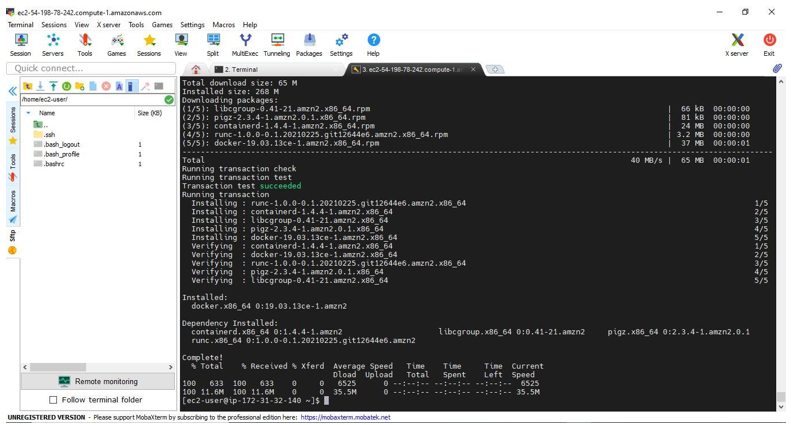 ec2-54-198-78-242.compute-1.amazonaws.com
Terminal Sessions View X server Tools Games Settings Macros Help
Session Servers Tools Games Sessions View Split MultiExec Tunneling Packages Settings Help X server Exit
Quick connect...
2. Terminal
3. ec2-54-198-78-242.compute-1.a
/home/ec2-user/
Name Size (KB)
..
.ssh
.bash_logout 1
.bash_profile 1
.bashrc 1
Sessions
Tools
Macros
Sftp
Remote monitoring
Follow terminal folder
Total download size: 65 M
Installed size: 268 M
Downloading packages:
(1/5): libcgroup-0.41-21.amzn2.x86_64.rpm | 66 kB 00:00:00
(2/5): pigz-2.3.4-1.amzn2.0.1.x86_64.rpm | 81 kB 00:00:00
(3/5): containerd-1.4.4-1.amzn2.x86_64.rpm | 24 MB 00:00:00
(4/5): runc-1.0.0-0.1.20210225.git12644e6.amzn2.x86_64.rpm | 3.2 MB 00:00:00
(5/5): docker-19.03.13ce-1.amzn2.x86_64.rpm | 37 MB 00:00:01
--------------------------------------------------------------------------------
Total 40 MB/s | 65 MB 00:00:01
Running transaction check
Running transaction test
Transaction test succeeded
Running transaction
Installing : runc-1.0.0-0.1.20210225.git12644e6.amzn2.x86_64 1/5
Installing : containerd-1.4.4-1.amzn2.x86_64 2/5
Installing : libcgroup-0.41-21.amzn2.x86_64 3/5
Installing : pigz-2.3.4-1.amzn2.0.1.x86_64 4/5
Installing : docker-19.03.13ce-1.amzn2.x86_64 5/5
Verifying : containerd-1.4.4-1.amzn2.x86_64 1/5
Verifying : docker-19.03.13ce-1.amzn2.x86_64 2/5
Verifying : runc-1.0.0-0.1.20210225.git12644e6.amzn2.x86_64 3/5
Verifying : pigz-2.3.4-1.amzn2.0.1.x86_64 4/5
Verifying : libcgroup-0.41-21.amzn2.x86_64 5/5
Installed:
docker.x86_64 0:19.03.13ce-1.amzn2
Dependency Installed:
containerd.x86_64 0:1.4.4-1.amzn2 libcgroup.x86_64 0:0.41-21.amzn2 pigz.x86_64 0:2.3.4-1.amzn2.0.1
runc.x86_64 0:1.0.0-0.1.20210225.git12644e6.amzn2
Complete!
% Total % Received % Xferd Average Speed Time Time Time Current
Dload Upload Total Spent Left Speed
100 633 100 633 0 0 6525 0 --:--:-- --:--:-- --:--:-- 6525
100 11.6M 100 11.6M 0 0 35.5M 0 --:--:-- --:--:-- --:--:-- 35.5M
[ec2-user@ip-172-31-32-140 ~]$
UNREGISTERED VERSION - Please support MobaXterm by subscribing to the professional edition here: https://mobaxterm.mobatek.net